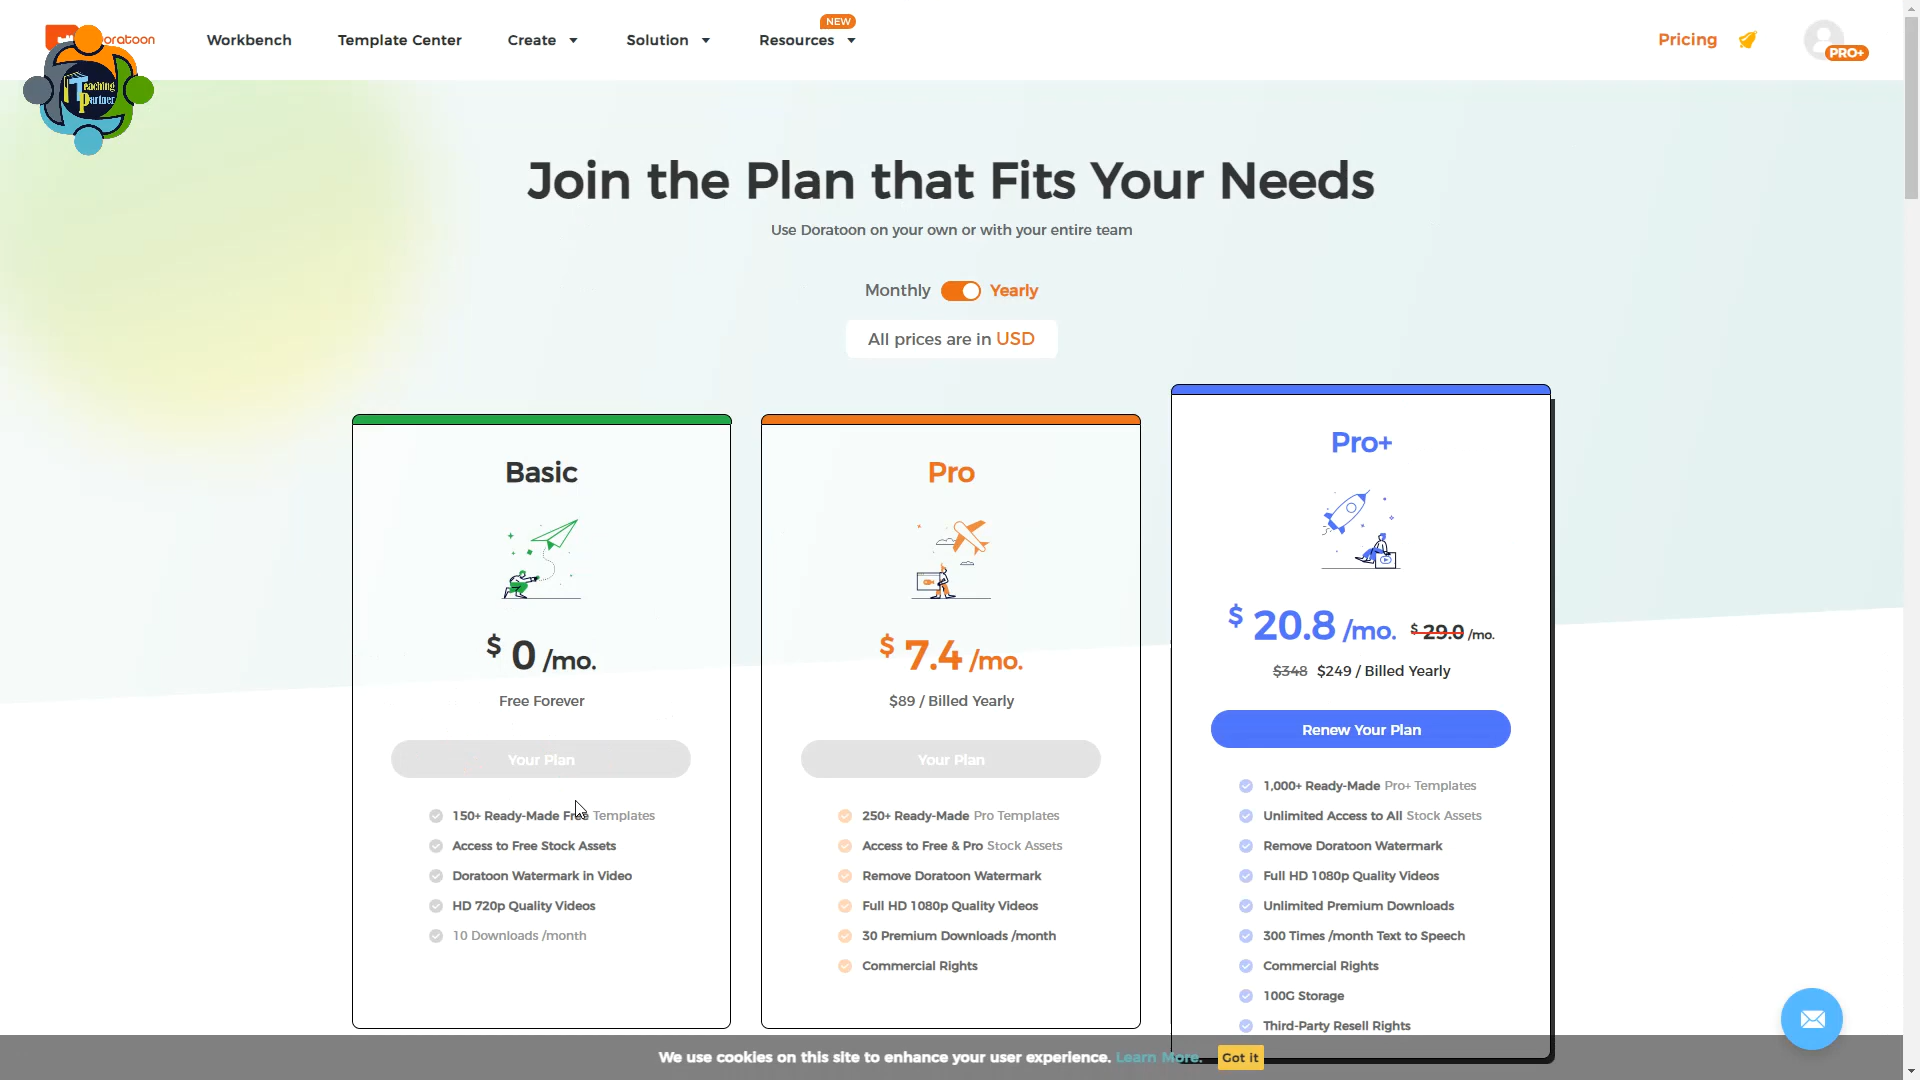 oratoon
Workbench
Template Center
Create
Solution
NEW
Resources
Pricing
PRO+
Teaching
Partner
Join the Plan that Fits Your Needs
Use Doratoon on your own or with your entire team
Monthly
Yearly
All prices are in USD
Basic
$ 0 /mo.
Free Forever
Your Plan
150+ Ready-Made Free Templates
Access to Free Stock Assets
Doratoon Watermark in Video
HD 720p Quality Videos
10 Downloads /month
Pro
$ 7.4 /mo.
$89 / Billed Yearly
Your Plan
250+ Ready-Made Pro Templates
Access to Free & Pro Stock Assets
Remove Doratoon Watermark
Full HD 1080p Quality Videos
30 Premium Downloads /month
Commercial Rights
Pro+
$ 20.8 /mo. $ 29.0 /mo.
$348 $249 / Billed Yearly
Renew Your Plan
1,000+ Ready-Made Pro+ Templates
Unlimited Access to All Stock Assets
Remove Doratoon Watermark
Full HD 1080p Quality Videos
Unlimited Premium Downloads
300 Times /month Text to Speech
Commercial Rights
100G Storage
Third-Party Resell Rights
We use cookies on this site to enhance your user experience. Learn More. Got it